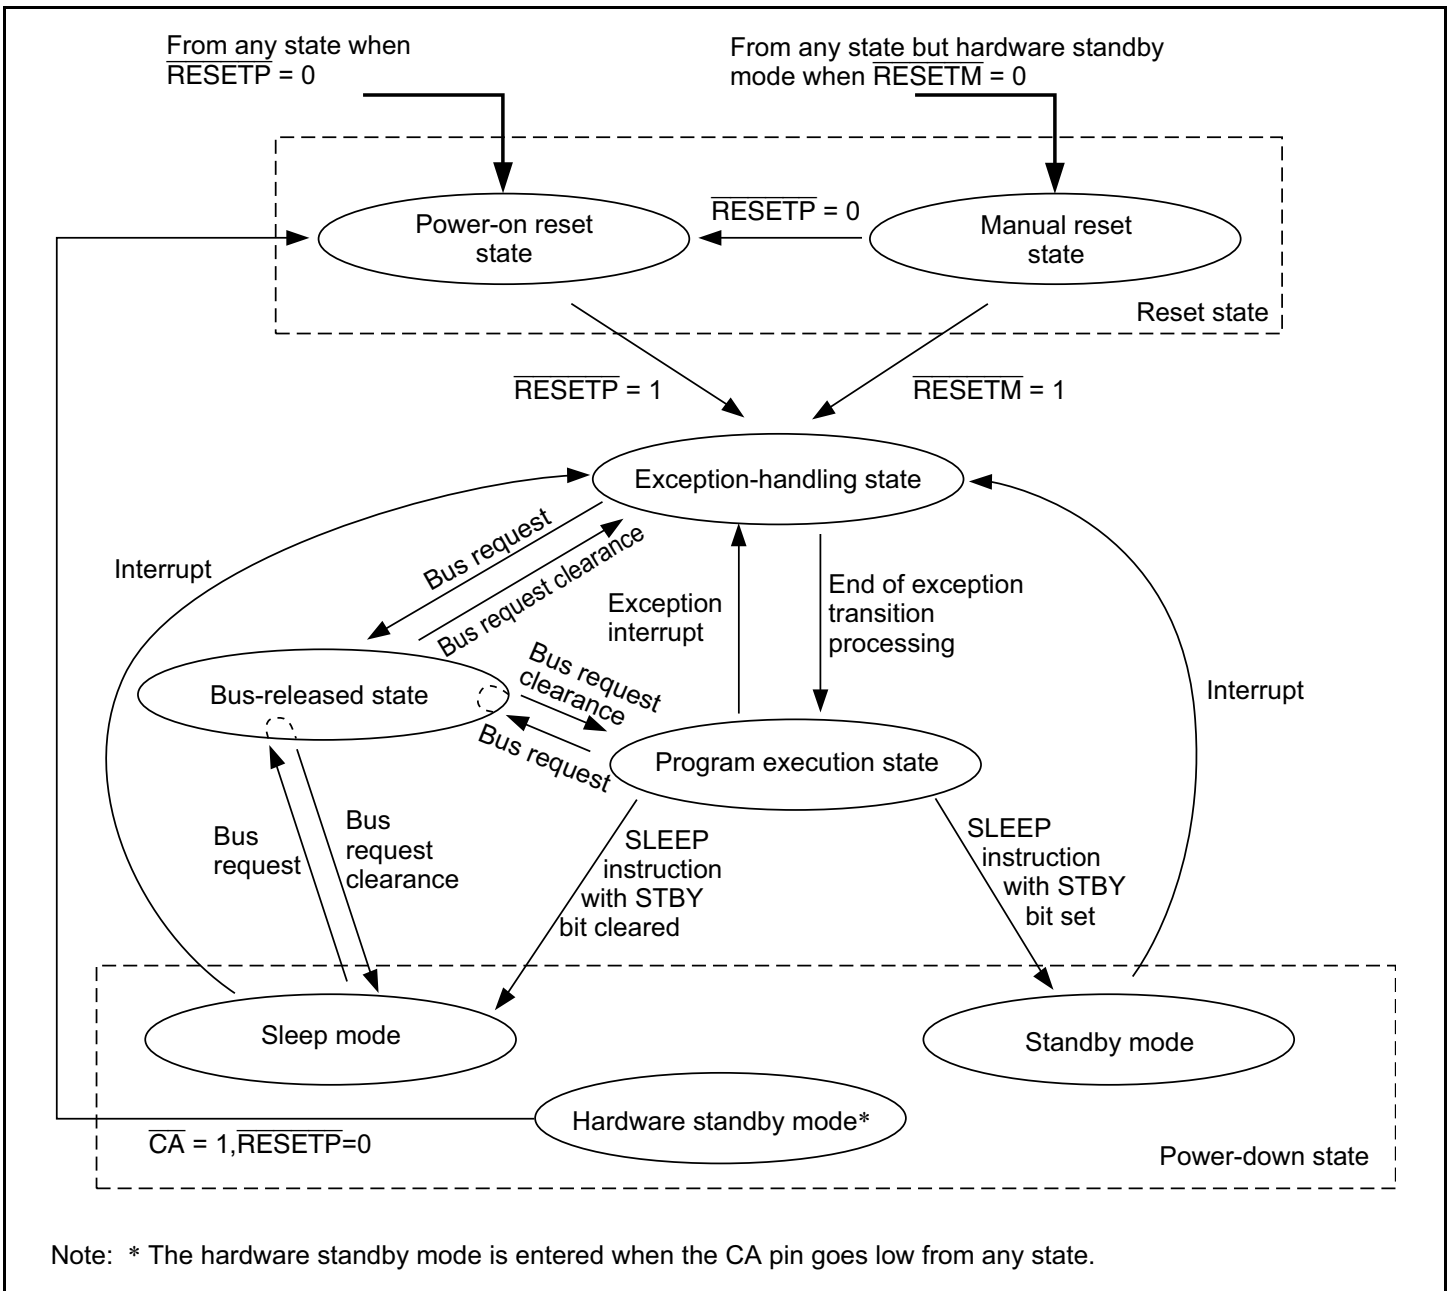 From any state when
RESETP = 0
From any state but hardware standby
mode when RESETM = 0
Power-on reset
state
RESETP = 0
Manual reset
state
Reset state
RESETP = 1
RESETM = 1
Exception-handling state
Interrupt
Bus request
Bus request clearance
Exception
interrupt
End of exception
transition
processing
Bus-released state
Bus request
clearance
Bus request
Program execution state
Interrupt
Bus
request
Bus
request
clearance
SLEEP
instruction
with STBY
bit cleared
SLEEP
instruction
with STBY
bit set
Sleep mode
Standby mode
Hardware standby mode*
CA = 1,RESETP=0
Power-down state
Note: * The hardware standby mode is entered when the CA pin goes low from any state.